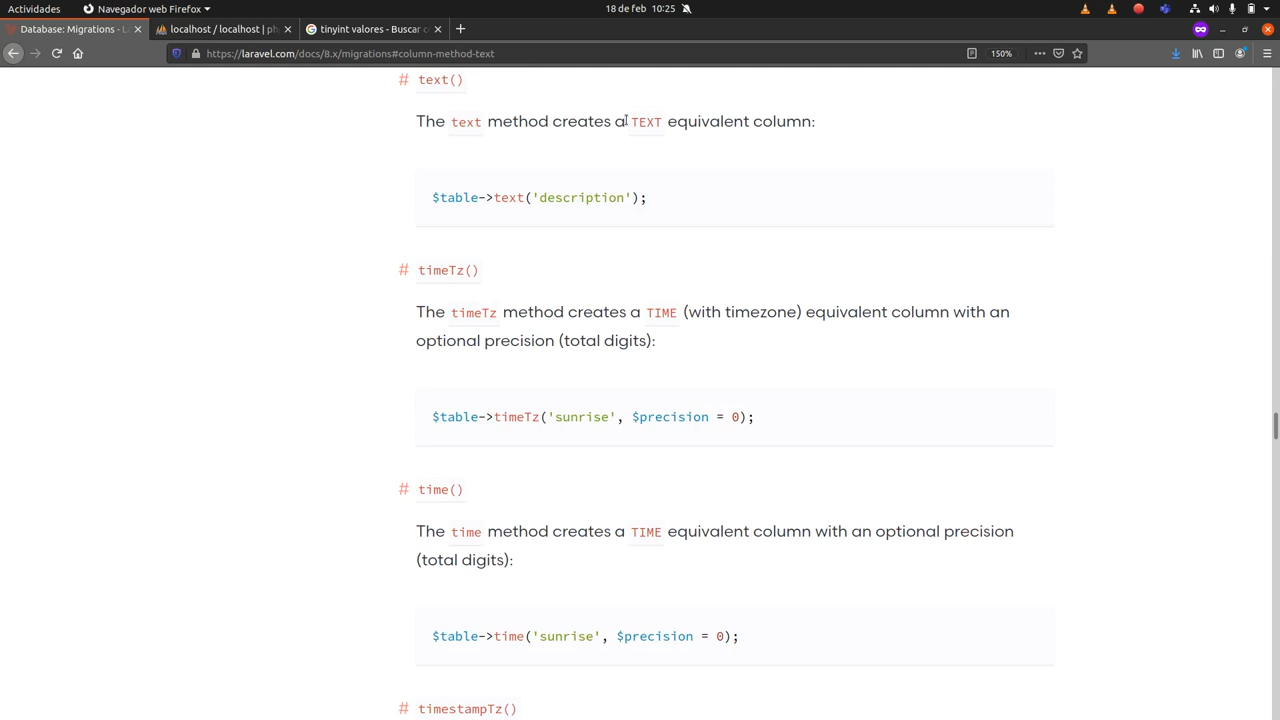 Actividades
Navegador web Firefox
18 de feb 10:25
Database: Migrations - La
localhost / localhost | ph
tinyint valores - Buscar c
https://laravel.com/docs/8.x/migrations#column-method-text
150%
# text()
The text method creates a TEXT equivalent column:
$table->text('description');
# timeTz()
The timeTz method creates a TIME (with timezone) equivalent column with an
optional precision (total digits):
$table->timeTz('sunrise', $precision = 0);
# time()
The time method creates a TIME equivalent column with an optional precision
(total digits):
$table->time('sunrise', $precision = 0);
# timestampTz()